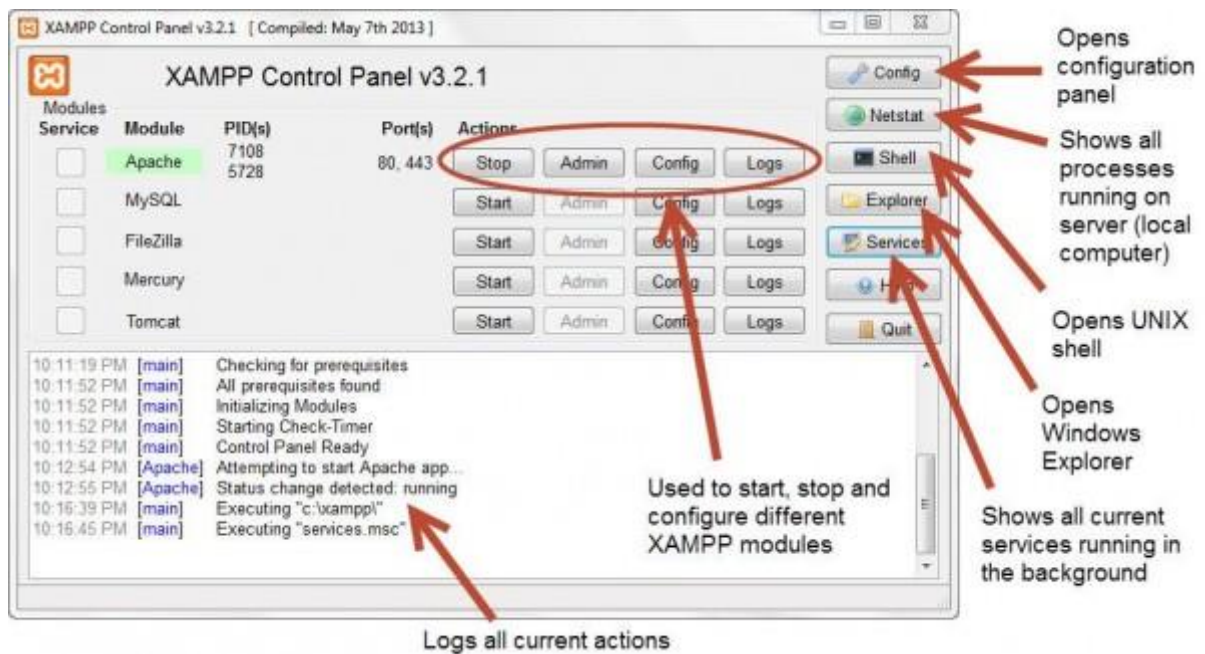 XAMPP Control Panel v3.2.1 [ Compiled: May 7th 2013 ]
XAMPP Control Panel v3.2.1
Modules
Service Module PID(s) Port(s) Actions
Apache 7108 5728 80, 443 Stop Admin Config Logs
MySQL Start Admin Config Logs
FileZilla Start Admin Config Logs
Mercury Start Admin Config Logs
Tomcat Start Admin Config Logs
Config
Netstat
Shell
Explorer
Services
Help
Quit
10:11:19 PM [main] Checking for prerequisites
10:11:52 PM [main] All prerequisites found
10:11:52 PM [main] Initializing Modules
10:11:52 PM [main] Starting Check-Timer
10:11:52 PM [main] Control Panel Ready
10:12:54 PM [Apache] Attempting to start Apache app...
10:12:55 PM [Apache] Status change detected: running
10:16:39 PM [main] Executing "c:\xampp\"
10:16:45 PM [main] Executing "services.msc"
Opens
configuration
panel
Shows all
processes
running on
server (local
computer)
Opens UNIX
shell
Opens
Windows
Explorer
Shows all current
services running in
the background
Used to start, stop and
configure different
XAMPP modules
Logs all current actions